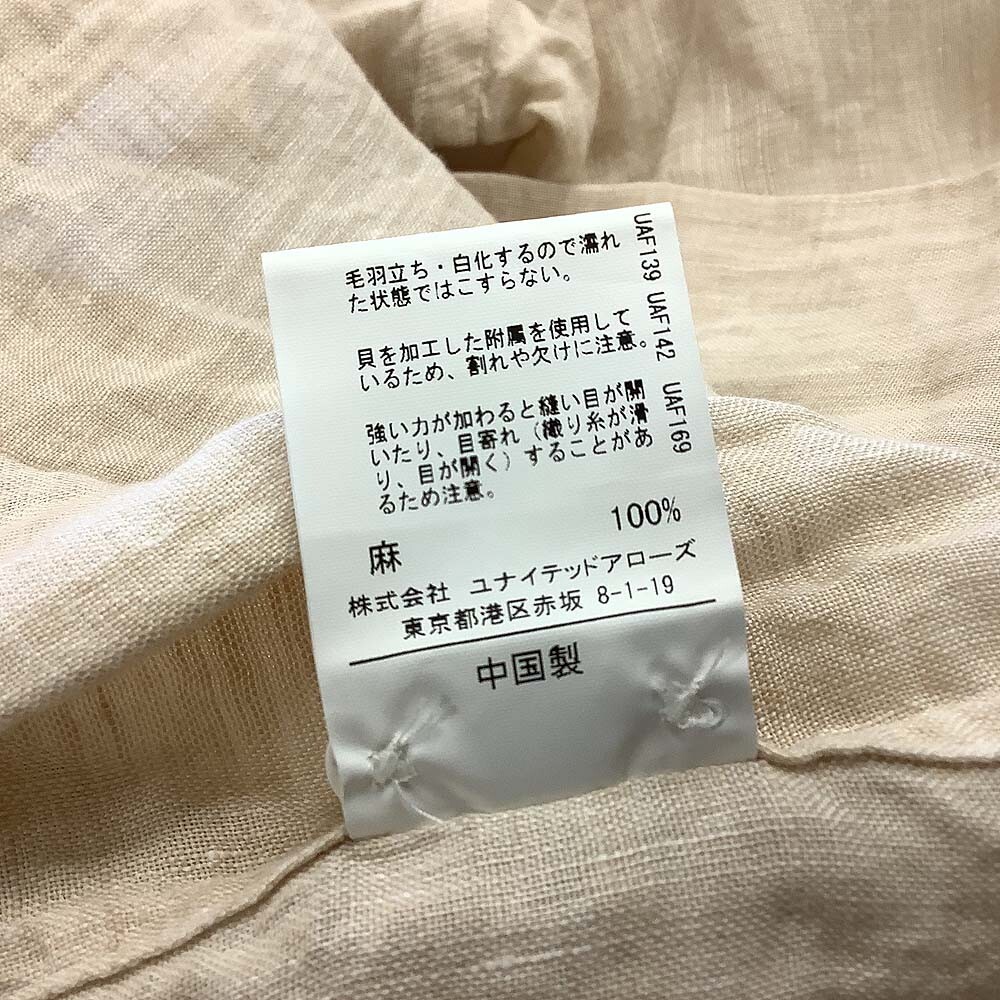 毛羽立ち・白化するので濡れ
た状態ではこすらない。
貝を加工した附属を使用して
いるため、割れや欠けに注意。
強い力が加わると縫い目が開
いたり、目寄れ（織り糸が滑
り、目が開く）することがあ
るため注意。
麻 100%
株式会社 ユナイテッドアローズ
東京都港区赤坂 8-1-19
中国製
UAF139 UAF142 UAF169